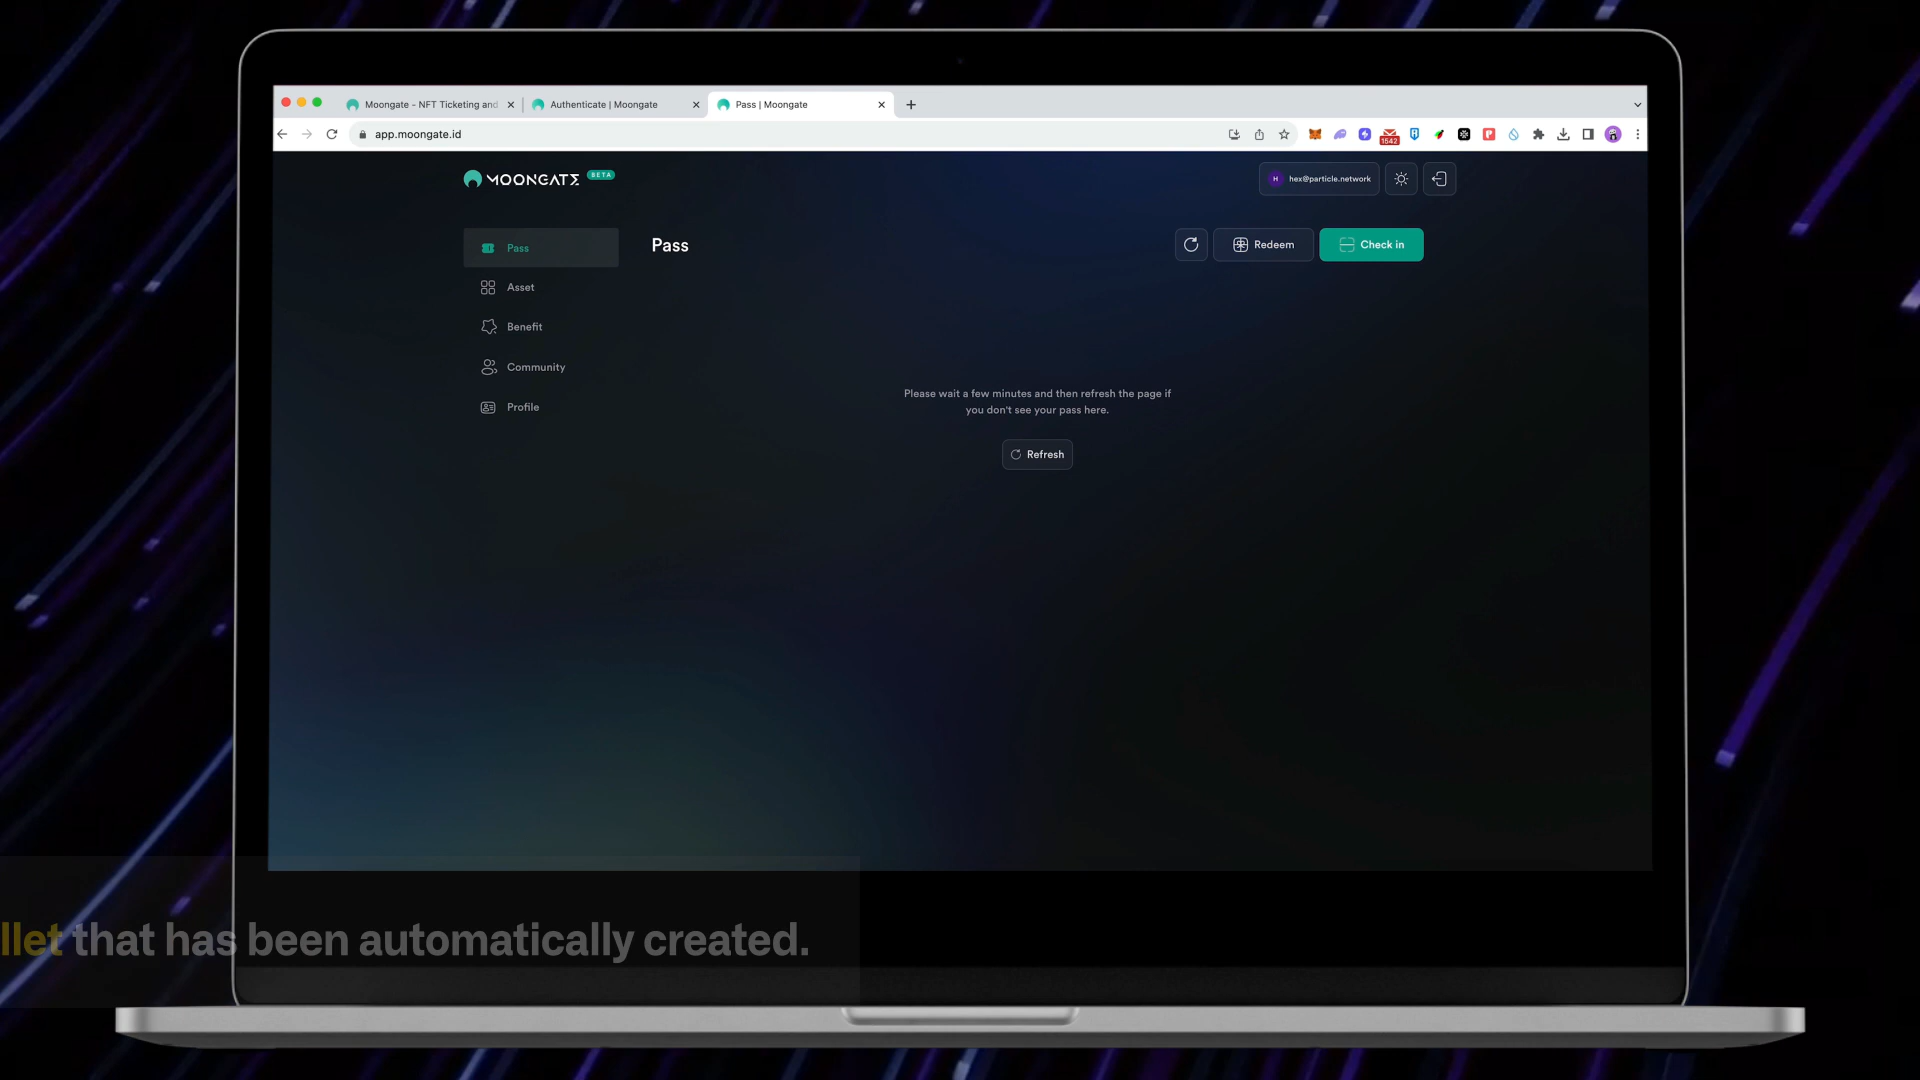 Moongate - NFT Ticketing and
Authenticate | Moongate
Pass | Moongate
app.moongate.id
1542
MOONGATE
BETA
H
hex@particle.network
Pass
Asset
Benefit
Community
Profile
Pass
Redeem
Check in
Please wait a few minutes and then refresh the page if
you don't see your pass here.
Refresh
llet that has been automatically created.